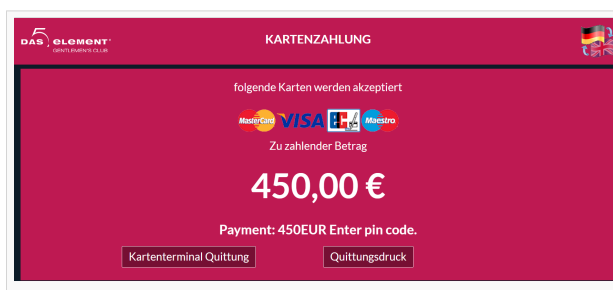 DAS 5 ELEMENT
GENTLEMEN'S CLUB
KARTENZAHLUNG
folgende Karten werden akzeptiert
MasterCard VISA EC Maestro
Zu zahlender Betrag
450,00 €
Payment: 450EUR Enter pin code.
Kartenterminal Quittung Quittungsdruck